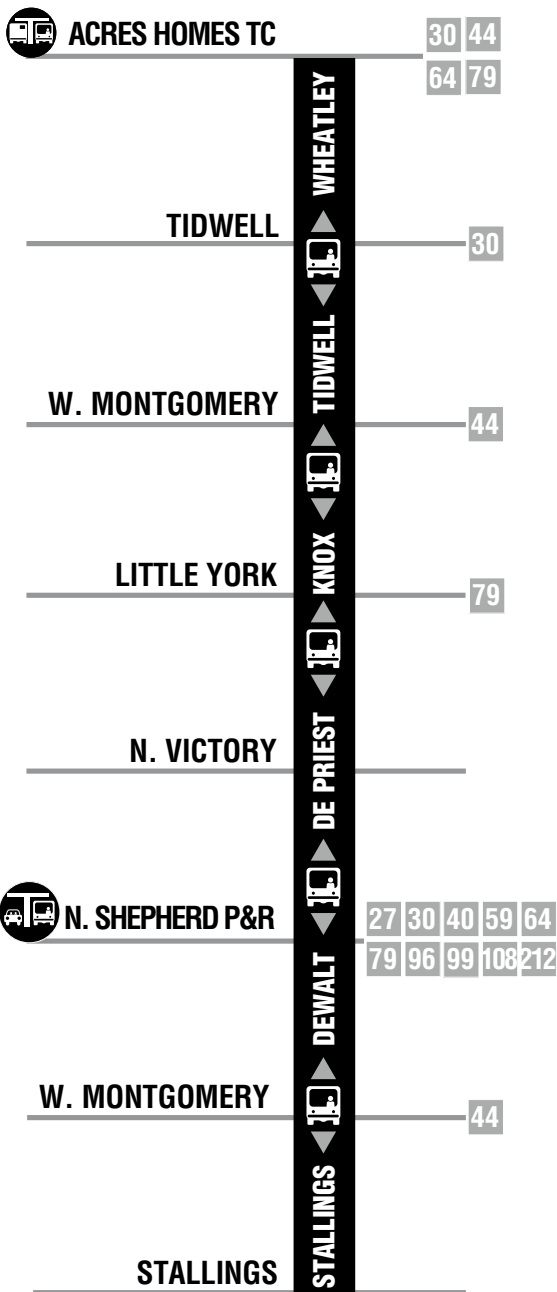 ACRES HOMES TC
30 44
64 79
WHEATLEY
TIDWELL
30
TIDWELL
W. MONTGOMERY
44
KNOX
LITTLE YORK
79
DE PRIEST
N. VICTORY
N. SHEPHERD P&R
27 30 40 59 64
79 96 99 108 212
DEWALT
W. MONTGOMERY
44
STALLINGS
STALLINGS